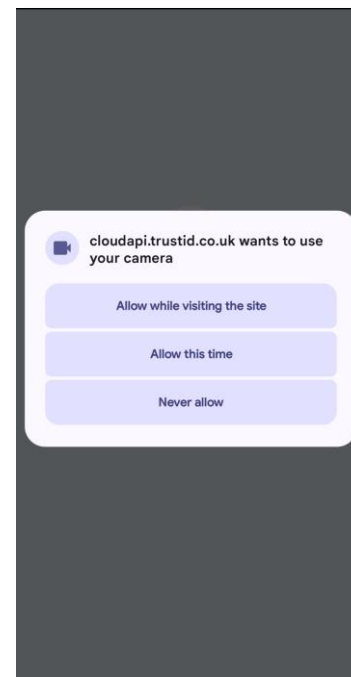 cloudapi.trustid.co.uk wants to use
your camera
Allow while visiting the site
Allow this time
Never allow